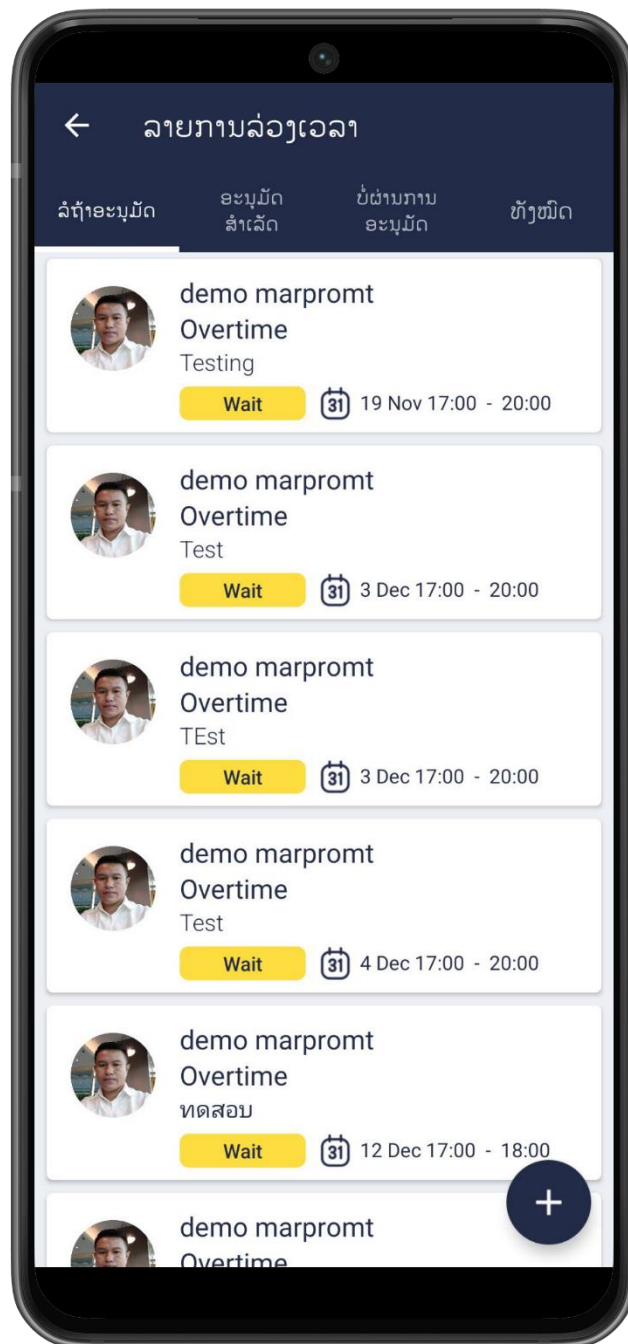 ລາຍການລ່ວງເວລາ
ລໍຖ້າອະນຸມັດ
ອະນຸມັດ
ສຳເລັດ
ບໍ່ຜ່ານການ
ອະນຸມັດ
ທັງໝົດ
demo marpromt
Overtime
Testing
Wait
31 19 Nov 17:00 - 20:00
demo marpromt
Overtime
Test
Wait
31 3 Dec 17:00 - 20:00
demo marpromt
Overtime
TEst
Wait
31 3 Dec 17:00 - 20:00
demo marpromt
Overtime
Test
Wait
31 4 Dec 17:00 - 20:00
demo marpromt
Overtime
ทดสอบ
Wait
31 12 Dec 17:00 - 18:00
demo marpromt
Overtime